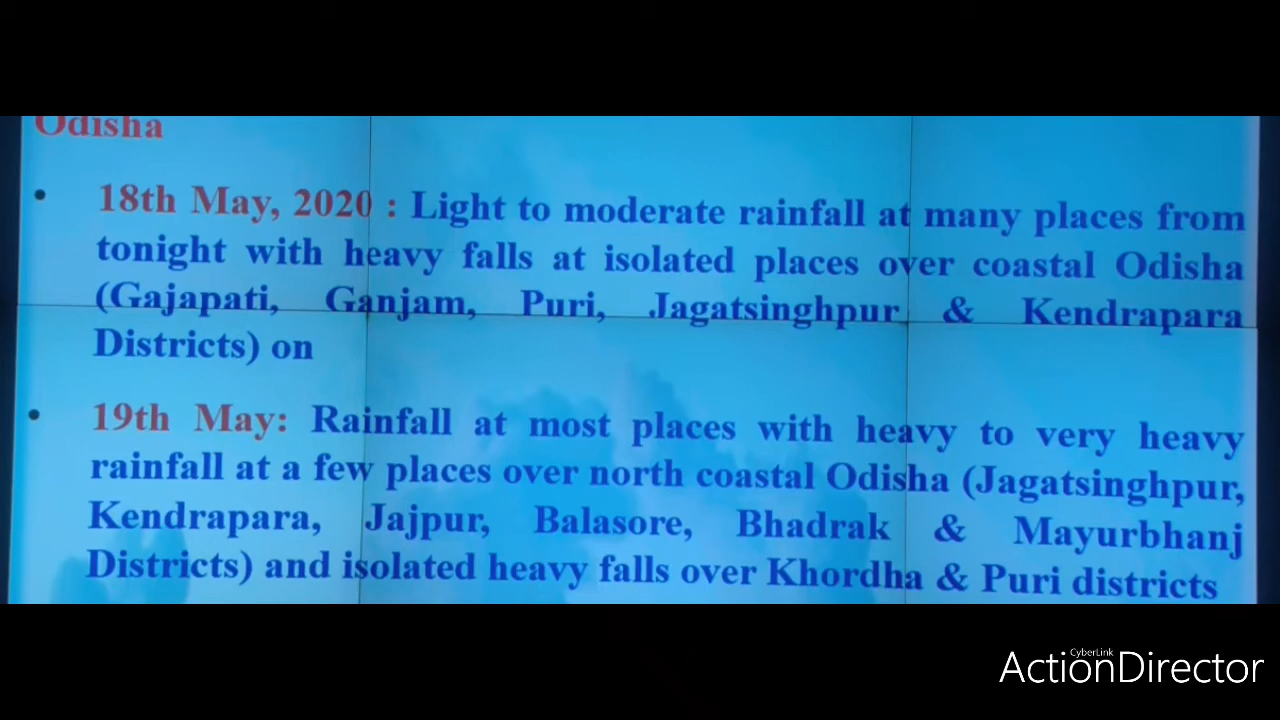 Odisha
• 18th May, 2020 : Light to moderate rainfall at many places from
tonight with heavy falls at isolated places over coastal Odisha
(Gajapati, Ganjam, Puri, Jagatsinghpur & Kendrapara
Districts) on
• 19th May: Rainfall at most places with heavy to very heavy
rainfall at a few places over north coastal Odisha (Jagatsinghpur,
Kendrapara, Jajpur, Balasore, Bhadrak & Mayurbhanj
Districts) and isolated heavy falls over Khordha & Puri districts
CyberLink
ActionDirector